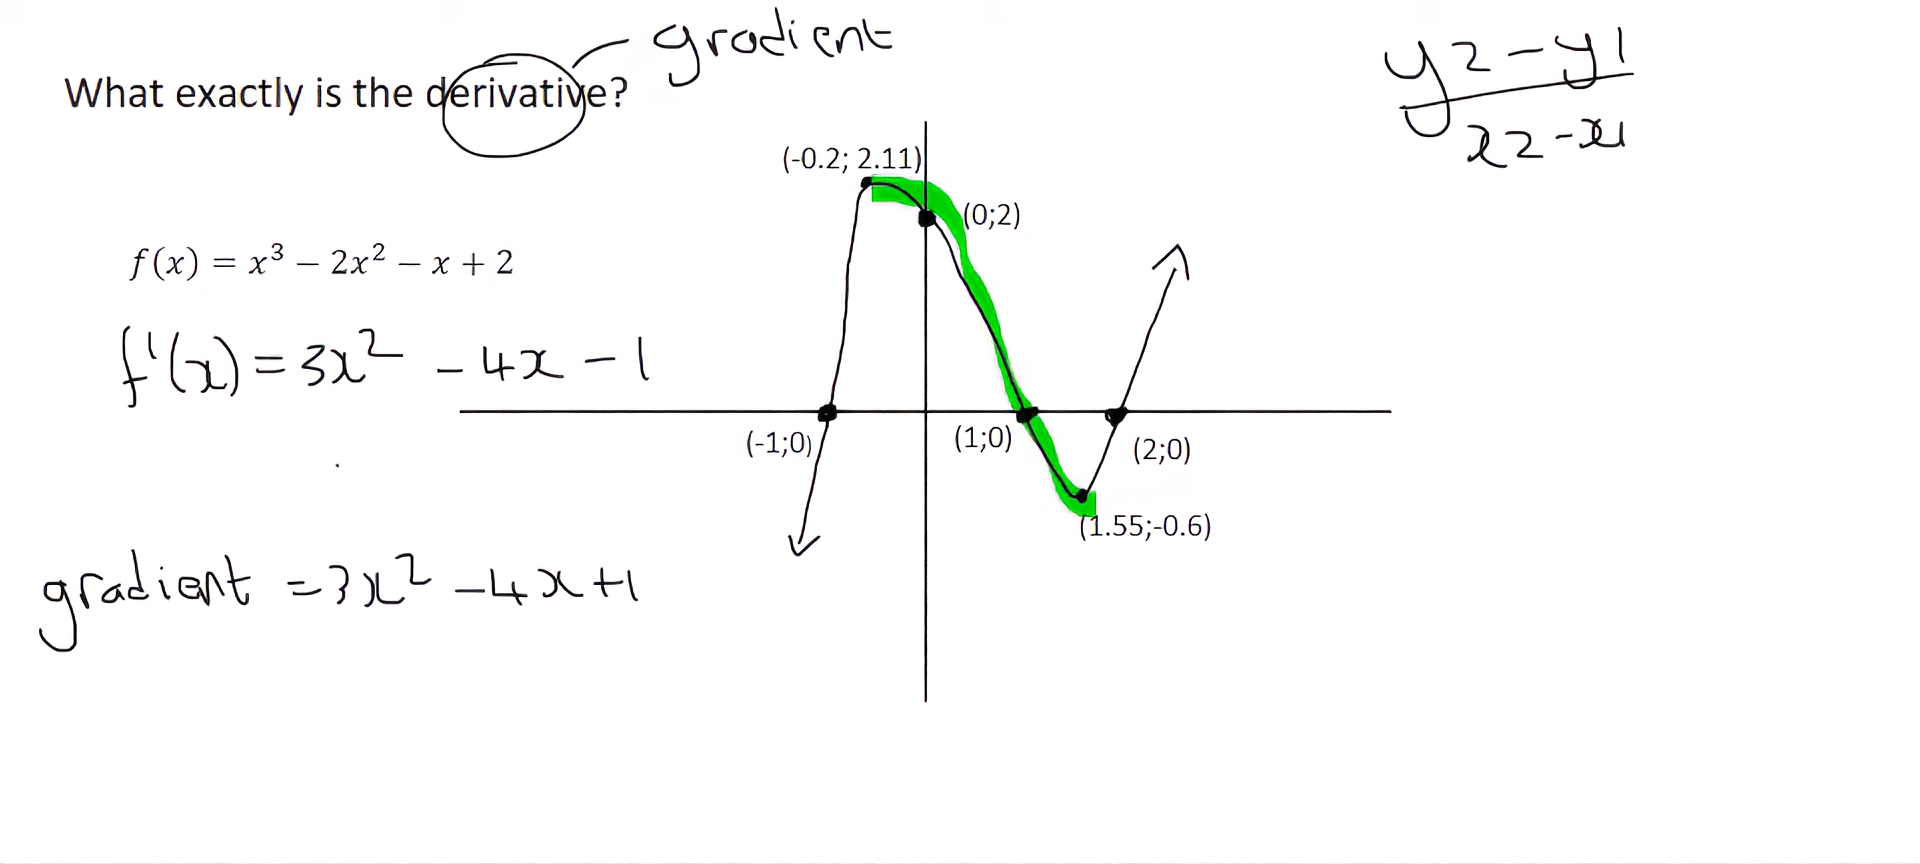 gradient
What exactly is the derivative?
y2 - y1
x2 - x1
(-0.2; 2.11)
(0;2)
f(x) = x³ − 2x² − x + 2
f'(x) = 3x² - 4x - 1
(-1;0)
(1;0)
(2;0)
(1.55;-0.6)
gradient = 3x² - 4x + 1